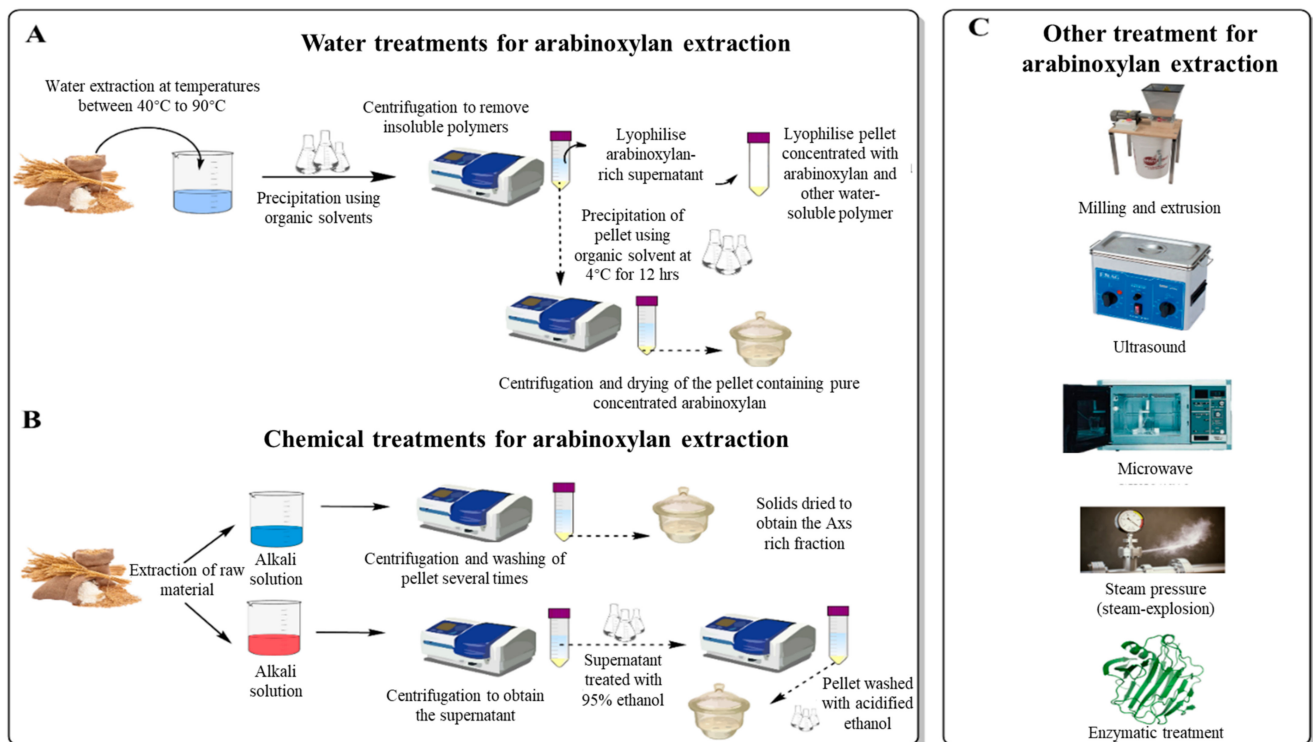 A
Water treatments for arabinoxylan extraction
Water extraction at temperatures
between 40°C to 90°C
Precipitation using
organic solvents
Centrifugation to remove
insoluble polymers
Lyophilise
arabinoxylan-
rich supernatant
Lyophilise pellet
concentrated with
arabinoxylan and
other water-
soluble polymer
Precipitation of
pellet using
organic solvent at
4°C for 12 hrs
Centrifugation and drying of the pellet containing pure
concentrated arabinoxylan
B
Chemical treatments for arabinoxylan extraction
Extraction of raw
material
Alkali
solution
Centrifugation and washing of
pellet several times
Solids dried to
obtain the Axs
rich fraction
Alkali
solution
Centrifugation to obtain
the supernatant
Supernatant
treated with
95% ethanol
Pellet washed
with acidified
ethanol
C
Other treatment for
arabinoxylan extraction
Milling and extrusion
Ultrasound
Microwave
Steam pressure
(steam-explosion)
Enzymatic treatment